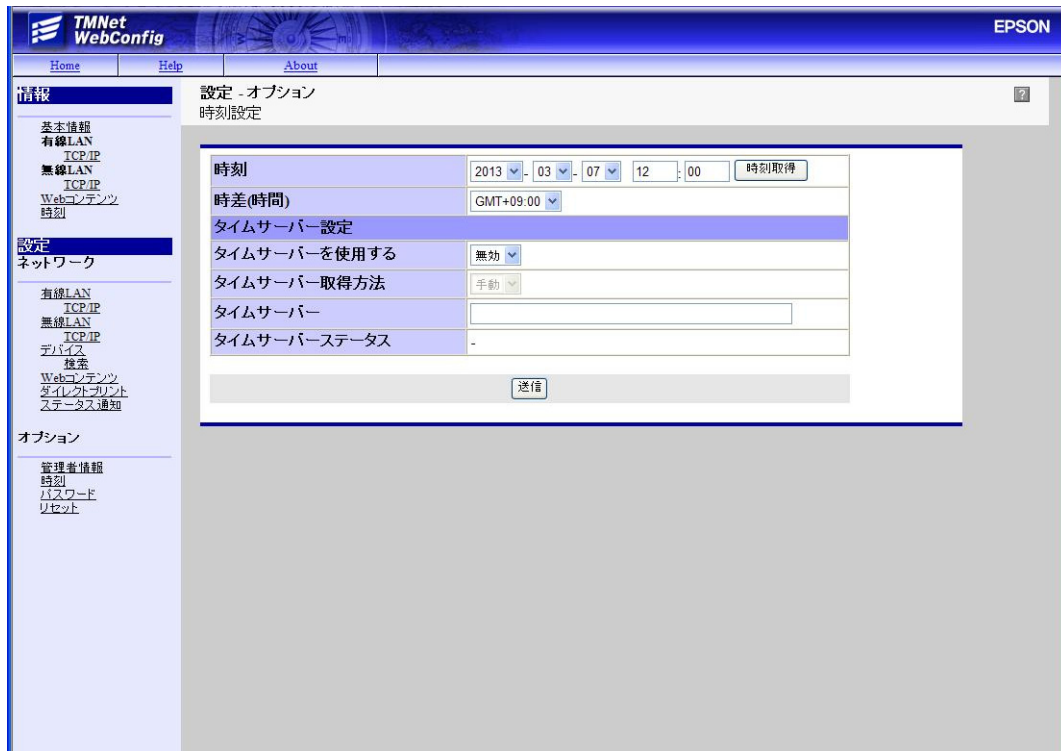 TMNet
WebConfig
EPSON
Home Help About
情報
基本情報
有線LAN
TCP/IP
無線LAN
TCP/IP
Webコンテンツ
時刻
設定
ネットワーク
有線LAN
TCP/IP
無線LAN
TCP/IP
デバイス
検索
Webコンテンツ
ダイレクトプリント
ステータス通知
オプション
管理者情報
時刻
パスワード
リセット
設定 - オプション
時刻設定
?
時刻 2013 - 03 - 07 12 : 00 時刻取得
時差(時間) GMT+09:00
タイムサーバー設定
タイムサーバーを使用する 無効
タイムサーバー取得方法 手動
タイムサーバー
タイムサーバーステータス -
送信